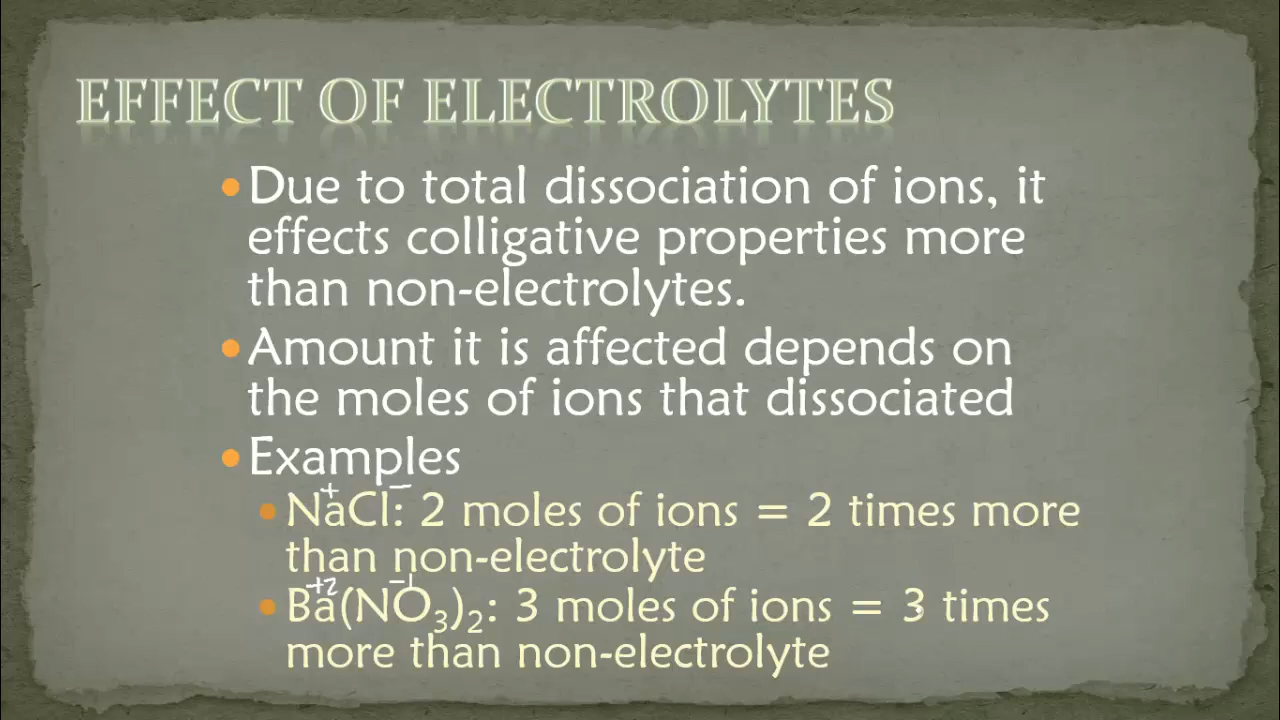 EFFECT OF ELECTROLYTES
Due to total dissociation of ions, it
effects colligative properties more
than non-electrolytes.
Amount it is affected depends on
the moles of ions that dissociated
Examples
+ −
NaCl: 2 moles of ions = 2 times more
than non-electrolyte
+2 −1
Ba(NO₃)₂: 3 moles of ions = 3 times
more than non-electrolyte